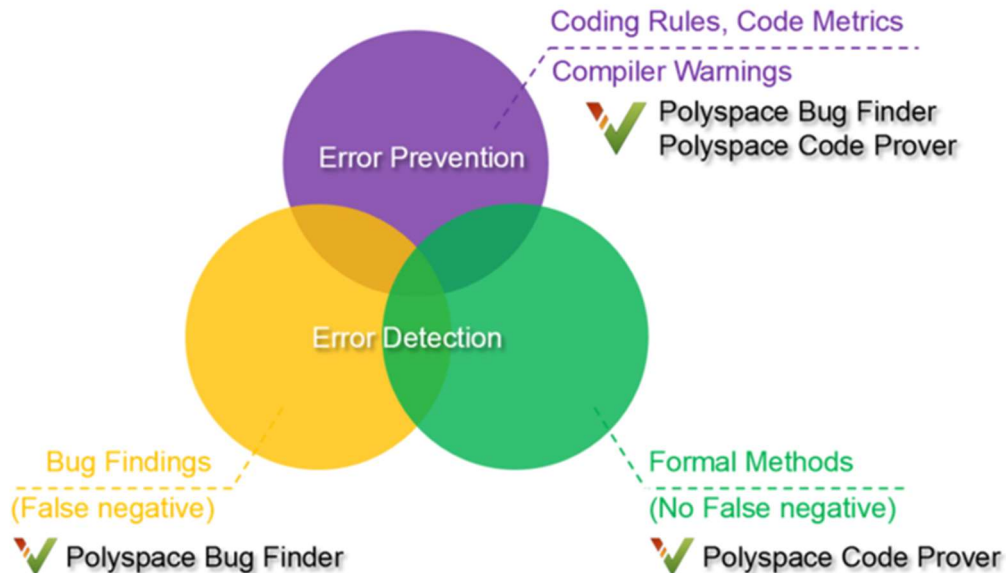 Coding Rules, Code Metrics
Compiler Warnings
Polyspace Bug Finder
Polyspace Code Prover
Error Prevention
Error Detection
Bug Findings
(False negative)
Polyspace Bug Finder
Formal Methods
(No False negative)
Polyspace Code Prover